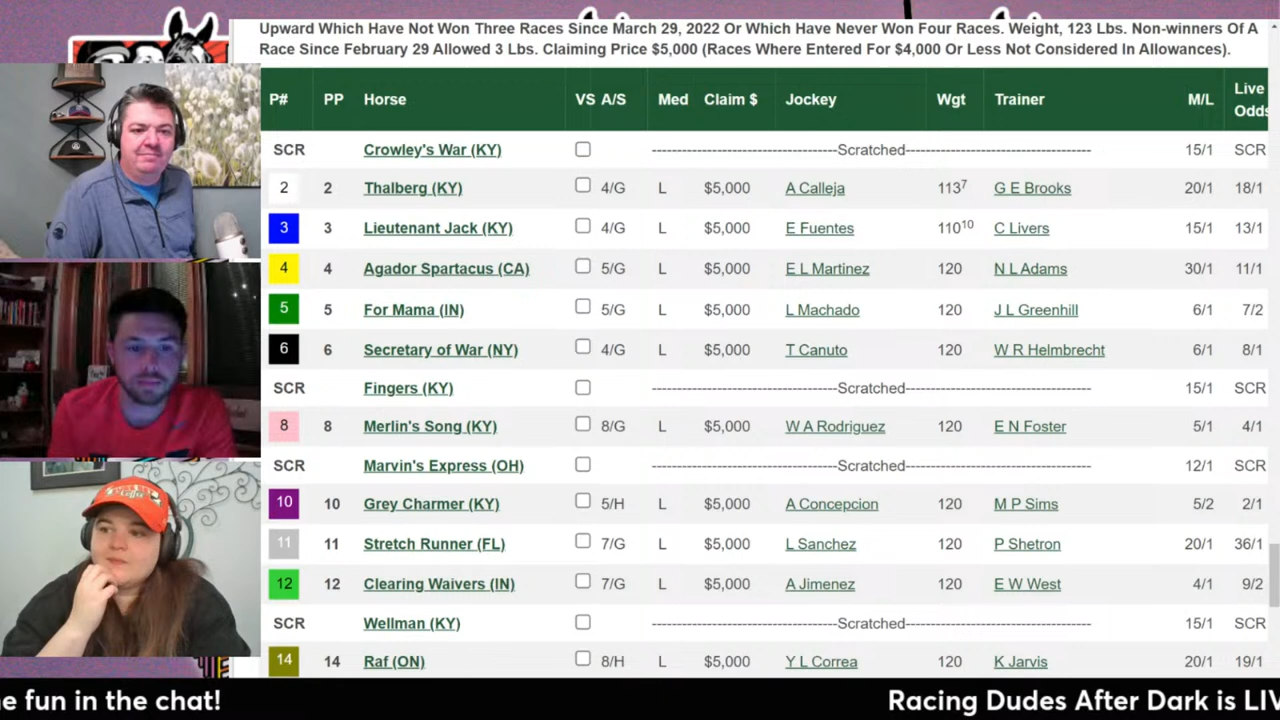 Upward Which Have Not Won Three Races Since March 29, 2022 Or Which Have Never Won Four Races. Weight, 123 Lbs. Non-winners Of A
Race Since February 29 Allowed 3 Lbs. Claiming Price $5,000 (Races Where Entered For $4,000 Or Less Not Considered In Allowances).
P# PP Horse VS A/S Med Claim $ Jockey Wgt Trainer M/L Live Odds
SCR Crowley's War (KY) ----Scratched---- 15/1 SCR
2 2 Thalberg (KY) 4/G L $5,000 A Calleja 113⁷ G E Brooks 20/1 18/1
3 3 Lieutenant Jack (KY) 4/G L $5,000 E Fuentes 110¹⁰ C Livers 15/1 13/1
4 4 Agador Spartacus (CA) 5/G L $5,000 E L Martinez 120 N L Adams 30/1 11/1
5 5 For Mama (IN) 5/G L $5,000 L Machado 120 J L Greenhill 6/1 7/2
6 6 Secretary of War (NY) 4/G L $5,000 T Canuto 120 W R Helmbrecht 6/1 8/1
SCR Fingers (KY) ----Scratched---- 15/1 SCR
8 8 Merlin's Song (KY) 8/G L $5,000 W A Rodriguez 120 E N Foster 5/1 4/1
SCR Marvin's Express (OH) ----Scratched---- 12/1 SCR
10 10 Grey Charmer (KY) 5/H L $5,000 A Concepcion 120 M P Sims 5/2 2/1
11 11 Stretch Runner (FL) 7/G L $5,000 L Sanchez 120 P Shetron 20/1 36/1
12 12 Clearing Waivers (IN) 7/G L $5,000 A Jimenez 120 E W West 4/1 9/2
SCR Wellman (KY) ----Scratched---- 15/1 SCR
14 14 Raf (ON) 8/H L $5,000 Y L Correa 120 K Jarvis 20/1 19/1
e fun in the chat! Racing Dudes After Dark is LIV